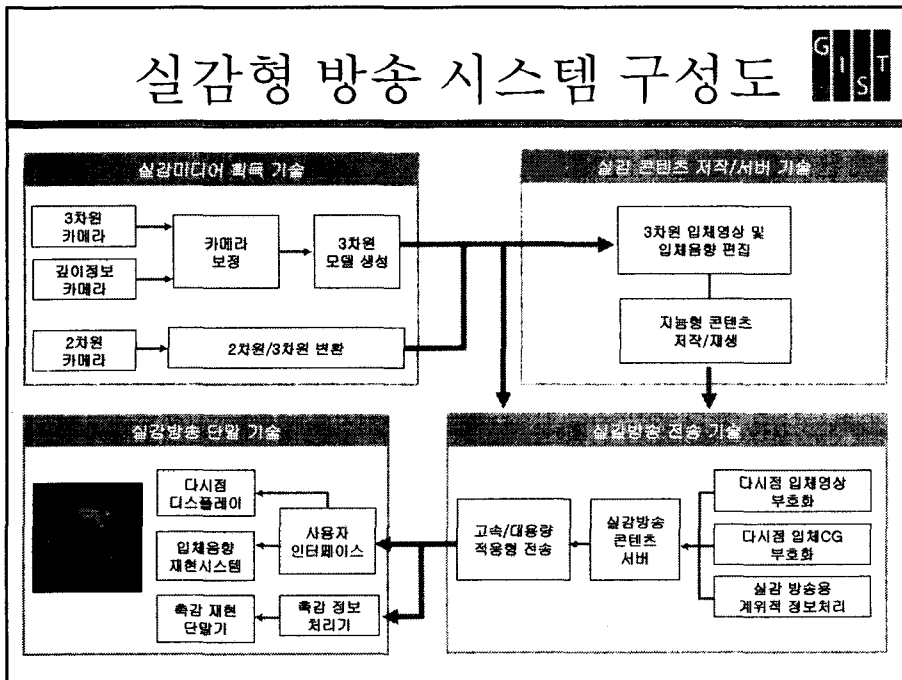 실감형 방송 시스템 구성도
GIST
실감미디어 획득 기술
3차원
카메라
깊이정보
카메라
카메라
보정
3차원
모델 생성
2차원
카메라
2차원/3차원 변환
실감 콘텐츠 저작/서버 기술
3차원 입체영상 및
입체음향 편집
지능형 콘텐츠
저작/재생
실감방송 단말 기술
다시점
디스플레이
입체음향
재현시스템
사용자
인터페이스
촉감 재현
단말기
촉감 정보
처리기
실감방송 전송 기술
고속/대용량
적응형 전송
실감방송
콘텐츠
서버
다시점 입체영상
부호화
다시점 입체CG
부호화
실감 방송용
계위적 정보처리